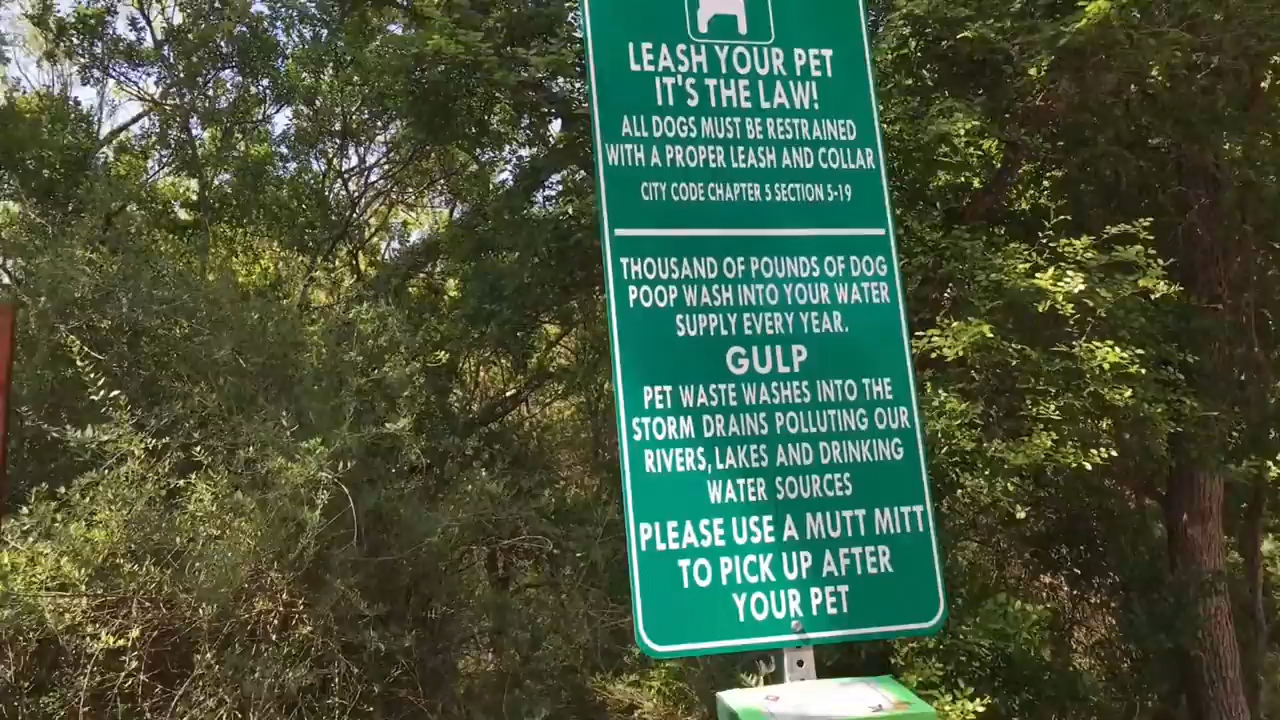 LEASH YOUR PET
IT'S THE LAW!
ALL DOGS MUST BE RESTRAINED
WITH A PROPER LEASH AND COLLAR
CITY CODE CHAPTER 5 SECTION 5-19
THOUSAND OF POUNDS OF DOG
POOP WASH INTO YOUR WATER
SUPPLY EVERY YEAR.
GULP
PET WASTE WASHES INTO THE
STORM DRAINS POLLUTING OUR
RIVERS, LAKES AND DRINKING
WATER SOURCES
PLEASE USE A MUTT MITT
TO PICK UP AFTER
YOUR PET